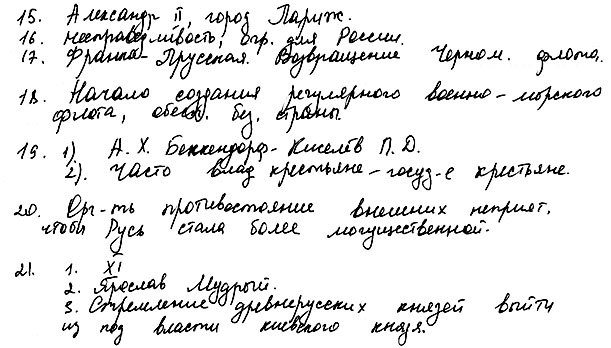 15. Александр II, город Париж.
16. Несправедливость, огр. для России.
17. Франко-Прусская. Возвращение Черном. флота.
18. Начало создания регулярного военно-морского
флота, обесп. без. страны.
19. 1) А. Х. Беккендорф - Киселёв П. Д.
2). Часто влад крестьяне - госуд-е крестьяне.
20. Орг-ть противостояние внешних неприят.
чтобы Русь стала более могущественной.
21. 1. XI
2. Ярослав Мудрый.
3. Стремление древнерусских князей выйти
из под власти киевского князя.